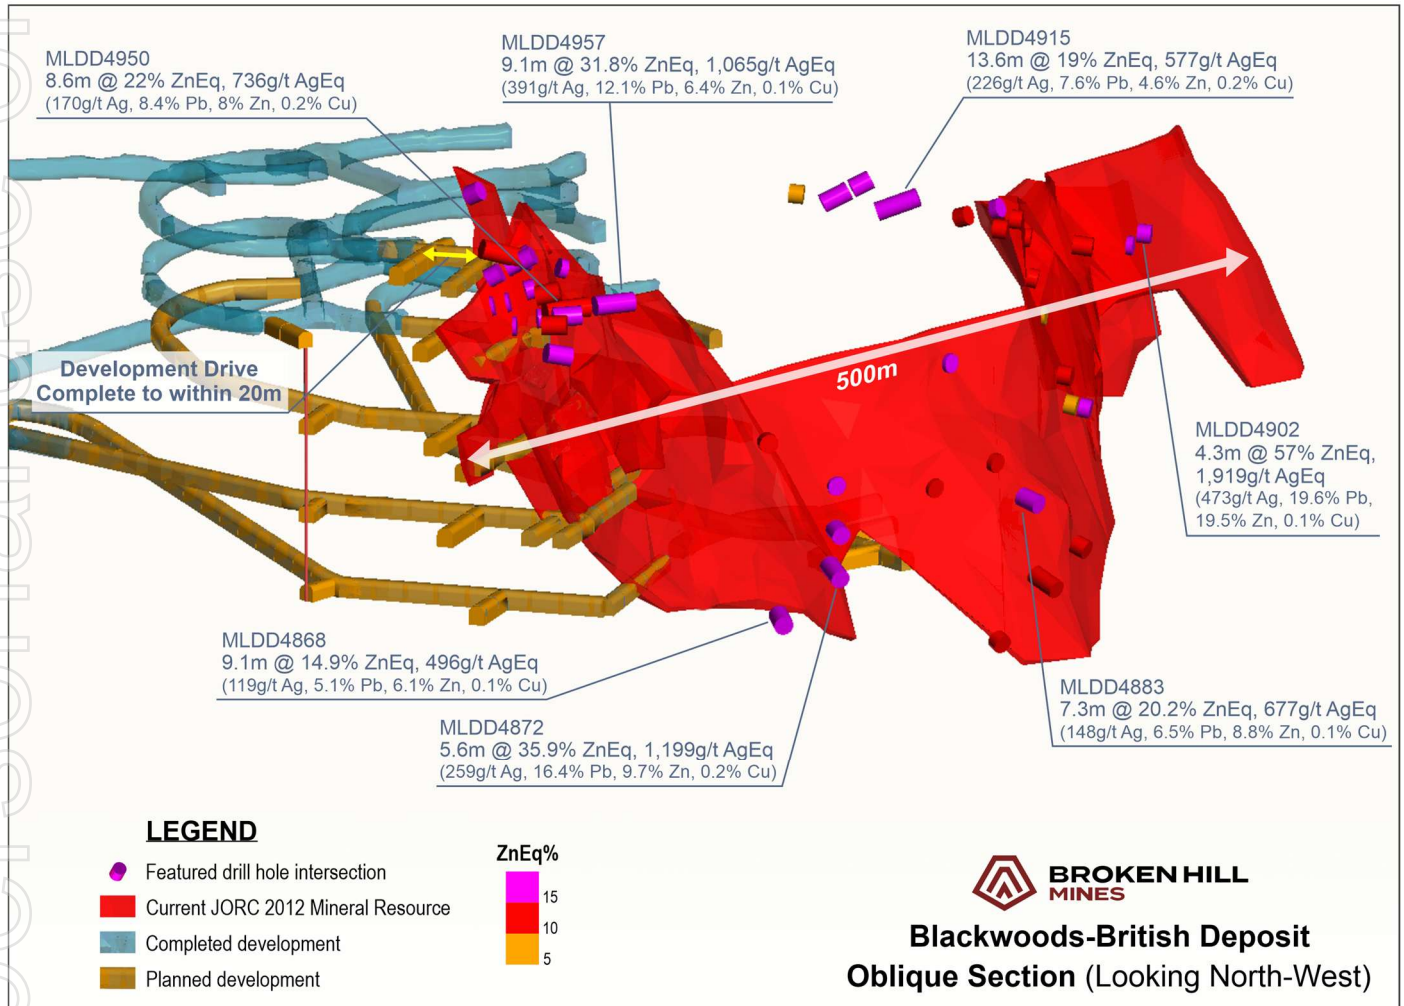 MLDD4950
8.6m @ 22% ZnEq, 736g/t AgEq
(170g/t Ag, 8.4% Pb, 8% Zn, 0.2% Cu)
MLDD4957
9.1m @ 31.8% ZnEq, 1,065g/t AgEq
(391g/t Ag, 12.1% Pb, 6.4% Zn, 0.1% Cu)
MLDD4915
13.6m @ 19% ZnEq, 577g/t AgEq
(226g/t Ag, 7.6% Pb, 4.6% Zn, 0.2% Cu)
Development Drive
Complete to within 20m
500m
MLDD4902
4.3m @ 57% ZnEq,
1,919g/t AgEq
(473g/t Ag, 19.6% Pb,
19.5% Zn, 0.1% Cu)
MLDD4868
9.1m @ 14.9% ZnEq, 496g/t AgEq
(119g/t Ag, 5.1% Pb, 6.1% Zn, 0.1% Cu)
MLDD4872
5.6m @ 35.9% ZnEq, 1,199g/t AgEq
(259g/t Ag, 16.4% Pb, 9.7% Zn, 0.2% Cu)
MLDD4883
7.3m @ 20.2% ZnEq, 677g/t AgEq
(148g/t Ag, 6.5% Pb, 8.8% Zn, 0.1% Cu)
LEGEND
Featured drill hole intersection
Current JORC 2012 Mineral Resource
Completed development
Planned development
ZnEq%
15
10
5
BROKEN HILL
MINES
Blackwoods-British Deposit
Oblique Section (Looking North-West)